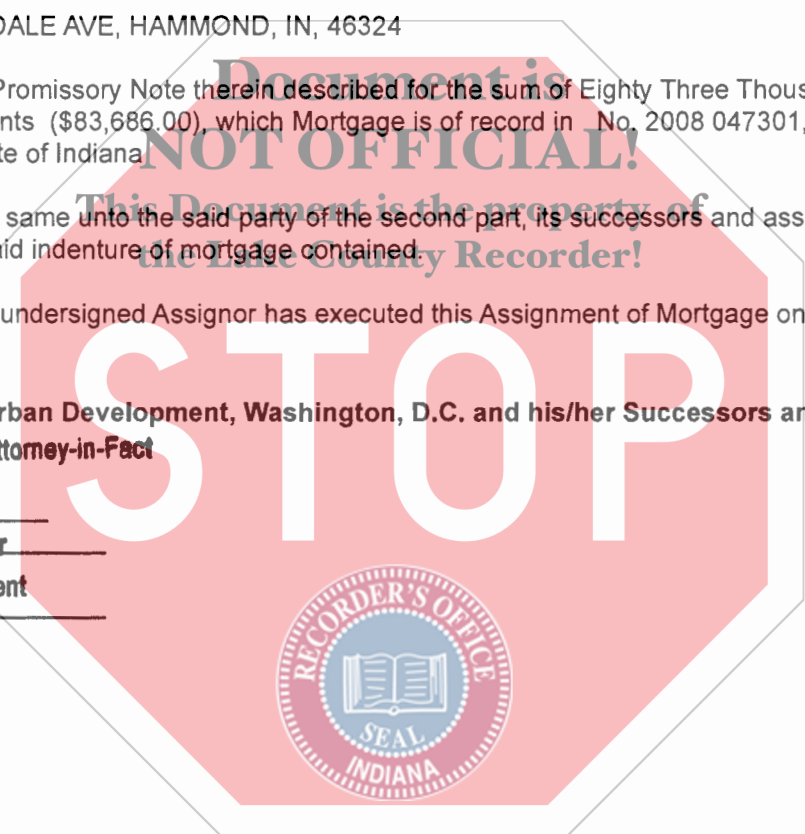 DALE AVE, HAMMOND, IN, 46324
Document is
Promissory Note therein described for the sum of Eighty Three Thous
nts ($83,686.00), which Mortgage is of record in No. 2008 047301,
NOT OFFICIAL!
te of Indiana
This Document is the property of
same unto the said party of the second part, its successors and ass
the Lake County Recorder!
aid indenture of mortgage contained.
undersigned Assignor has executed this Assignment of Mortgage on
STOP
rban Development, Washington, D.C. and his/her Successors an
ttorney-in-Fact
r
ent
RECORDER'S OFFICE
SEAL
INDIANA